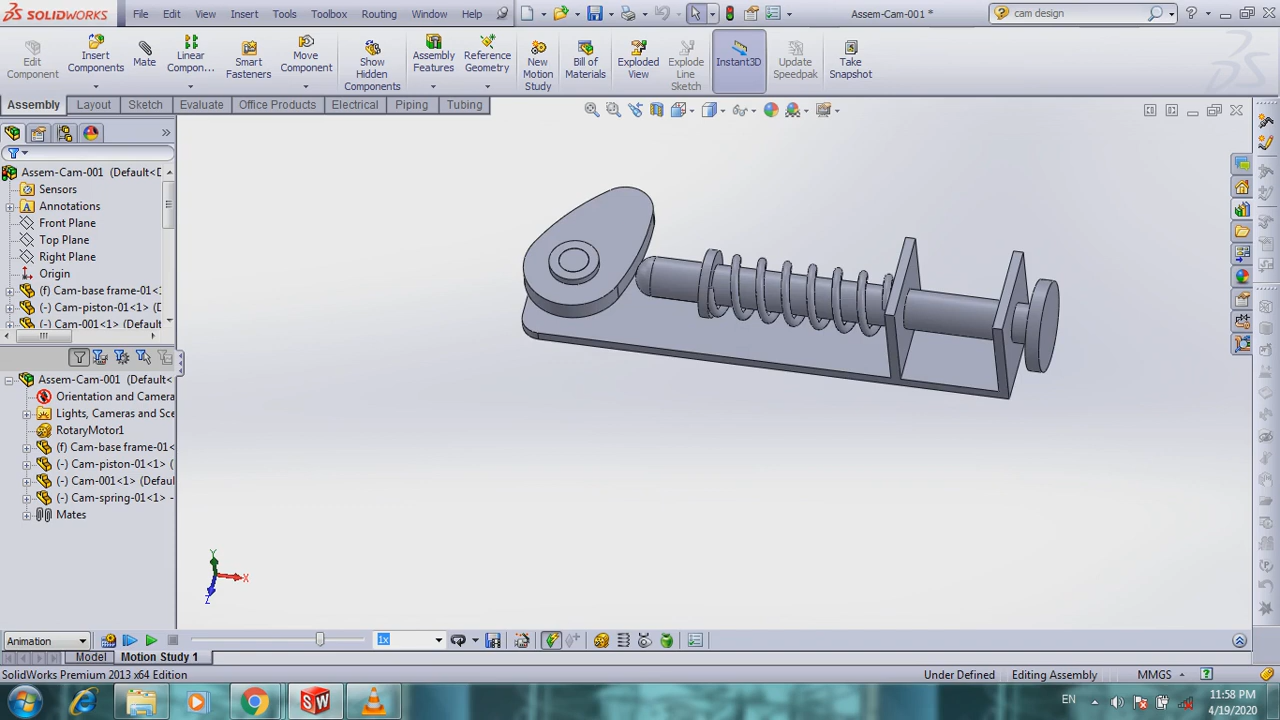 SOLIDWORKS File Edit View Insert Tools Toolbox Routing Window Help Assem-Cam-001 * cam design
Edit Component
Insert Components
Mate
Linear Compon...
Smart Fasteners
Move Component
Show Hidden Components
Assembly Features
Reference Geometry
New Motion Study
Bill of Materials
Exploded View
Explode Line Sketch
Instant3D
Update Speedpak
Take Snapshot
Assembly Layout Sketch Evaluate Office Products Electrical Piping Tubing
Assem-Cam-001 (Default<D
Sensors
Annotations
Front Plane
Top Plane
Right Plane
Origin
(f) Cam-base frame-01<
(-) Cam-piston-01<1> (D
(-) Cam-001<1> (Default
Assem-Cam-001 (Default<
Orientation and Camera
Lights, Cameras and Sce
RotaryMotor1
(f) Cam-base frame-01<
(-) Cam-piston-01<1> (
(-) Cam-001<1> (Defau
(-) Cam-spring-01<1> -
Mates
Y
X
Z
Animation 1x
Model Motion Study 1
SolidWorks Premium 2013 x64 Edition Under Defined Editing Assembly MMGS
EN 11:58 PM
4/19/2020